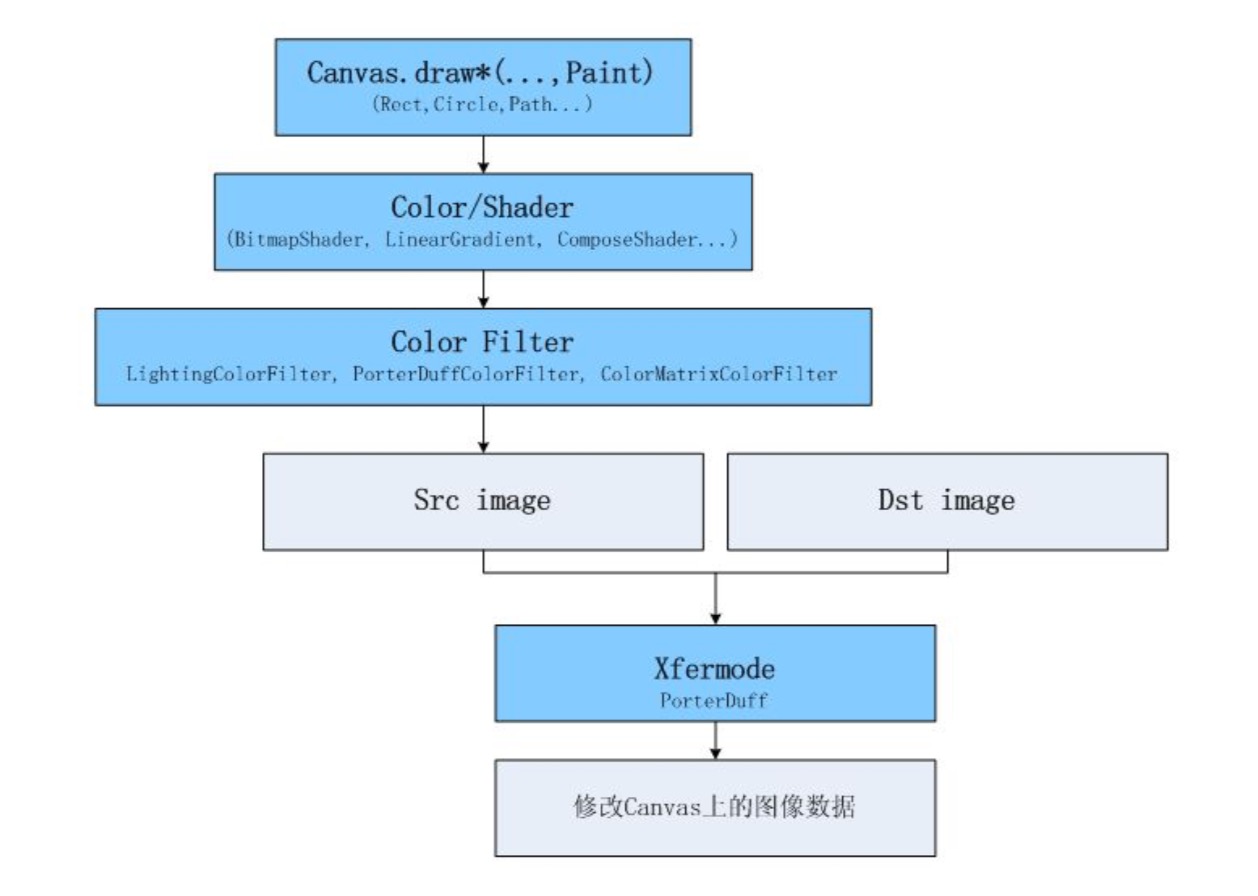 Canvas.draw*(...,Paint)
(Rect,Circle,Path...)
Color/Shader
(BitmapShader, LinearGradient, ComposeShader...)
Color Filter
LightingColorFilter, PorterDuffColorFilter, ColorMatrixColorFilter
Src image
Dst image
Xfermode
PorterDuff
修改Canvas上的图像数据